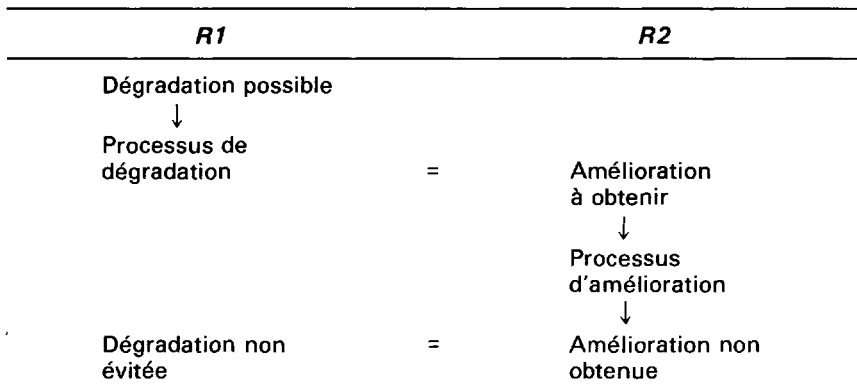 R1 R2
Dégradation possible
↓
Processus de
dégradation = Amélioration
à obtenir
↓
Processus
d'amélioration
↓
Dégradation non = Amélioration non
évitée obtenue